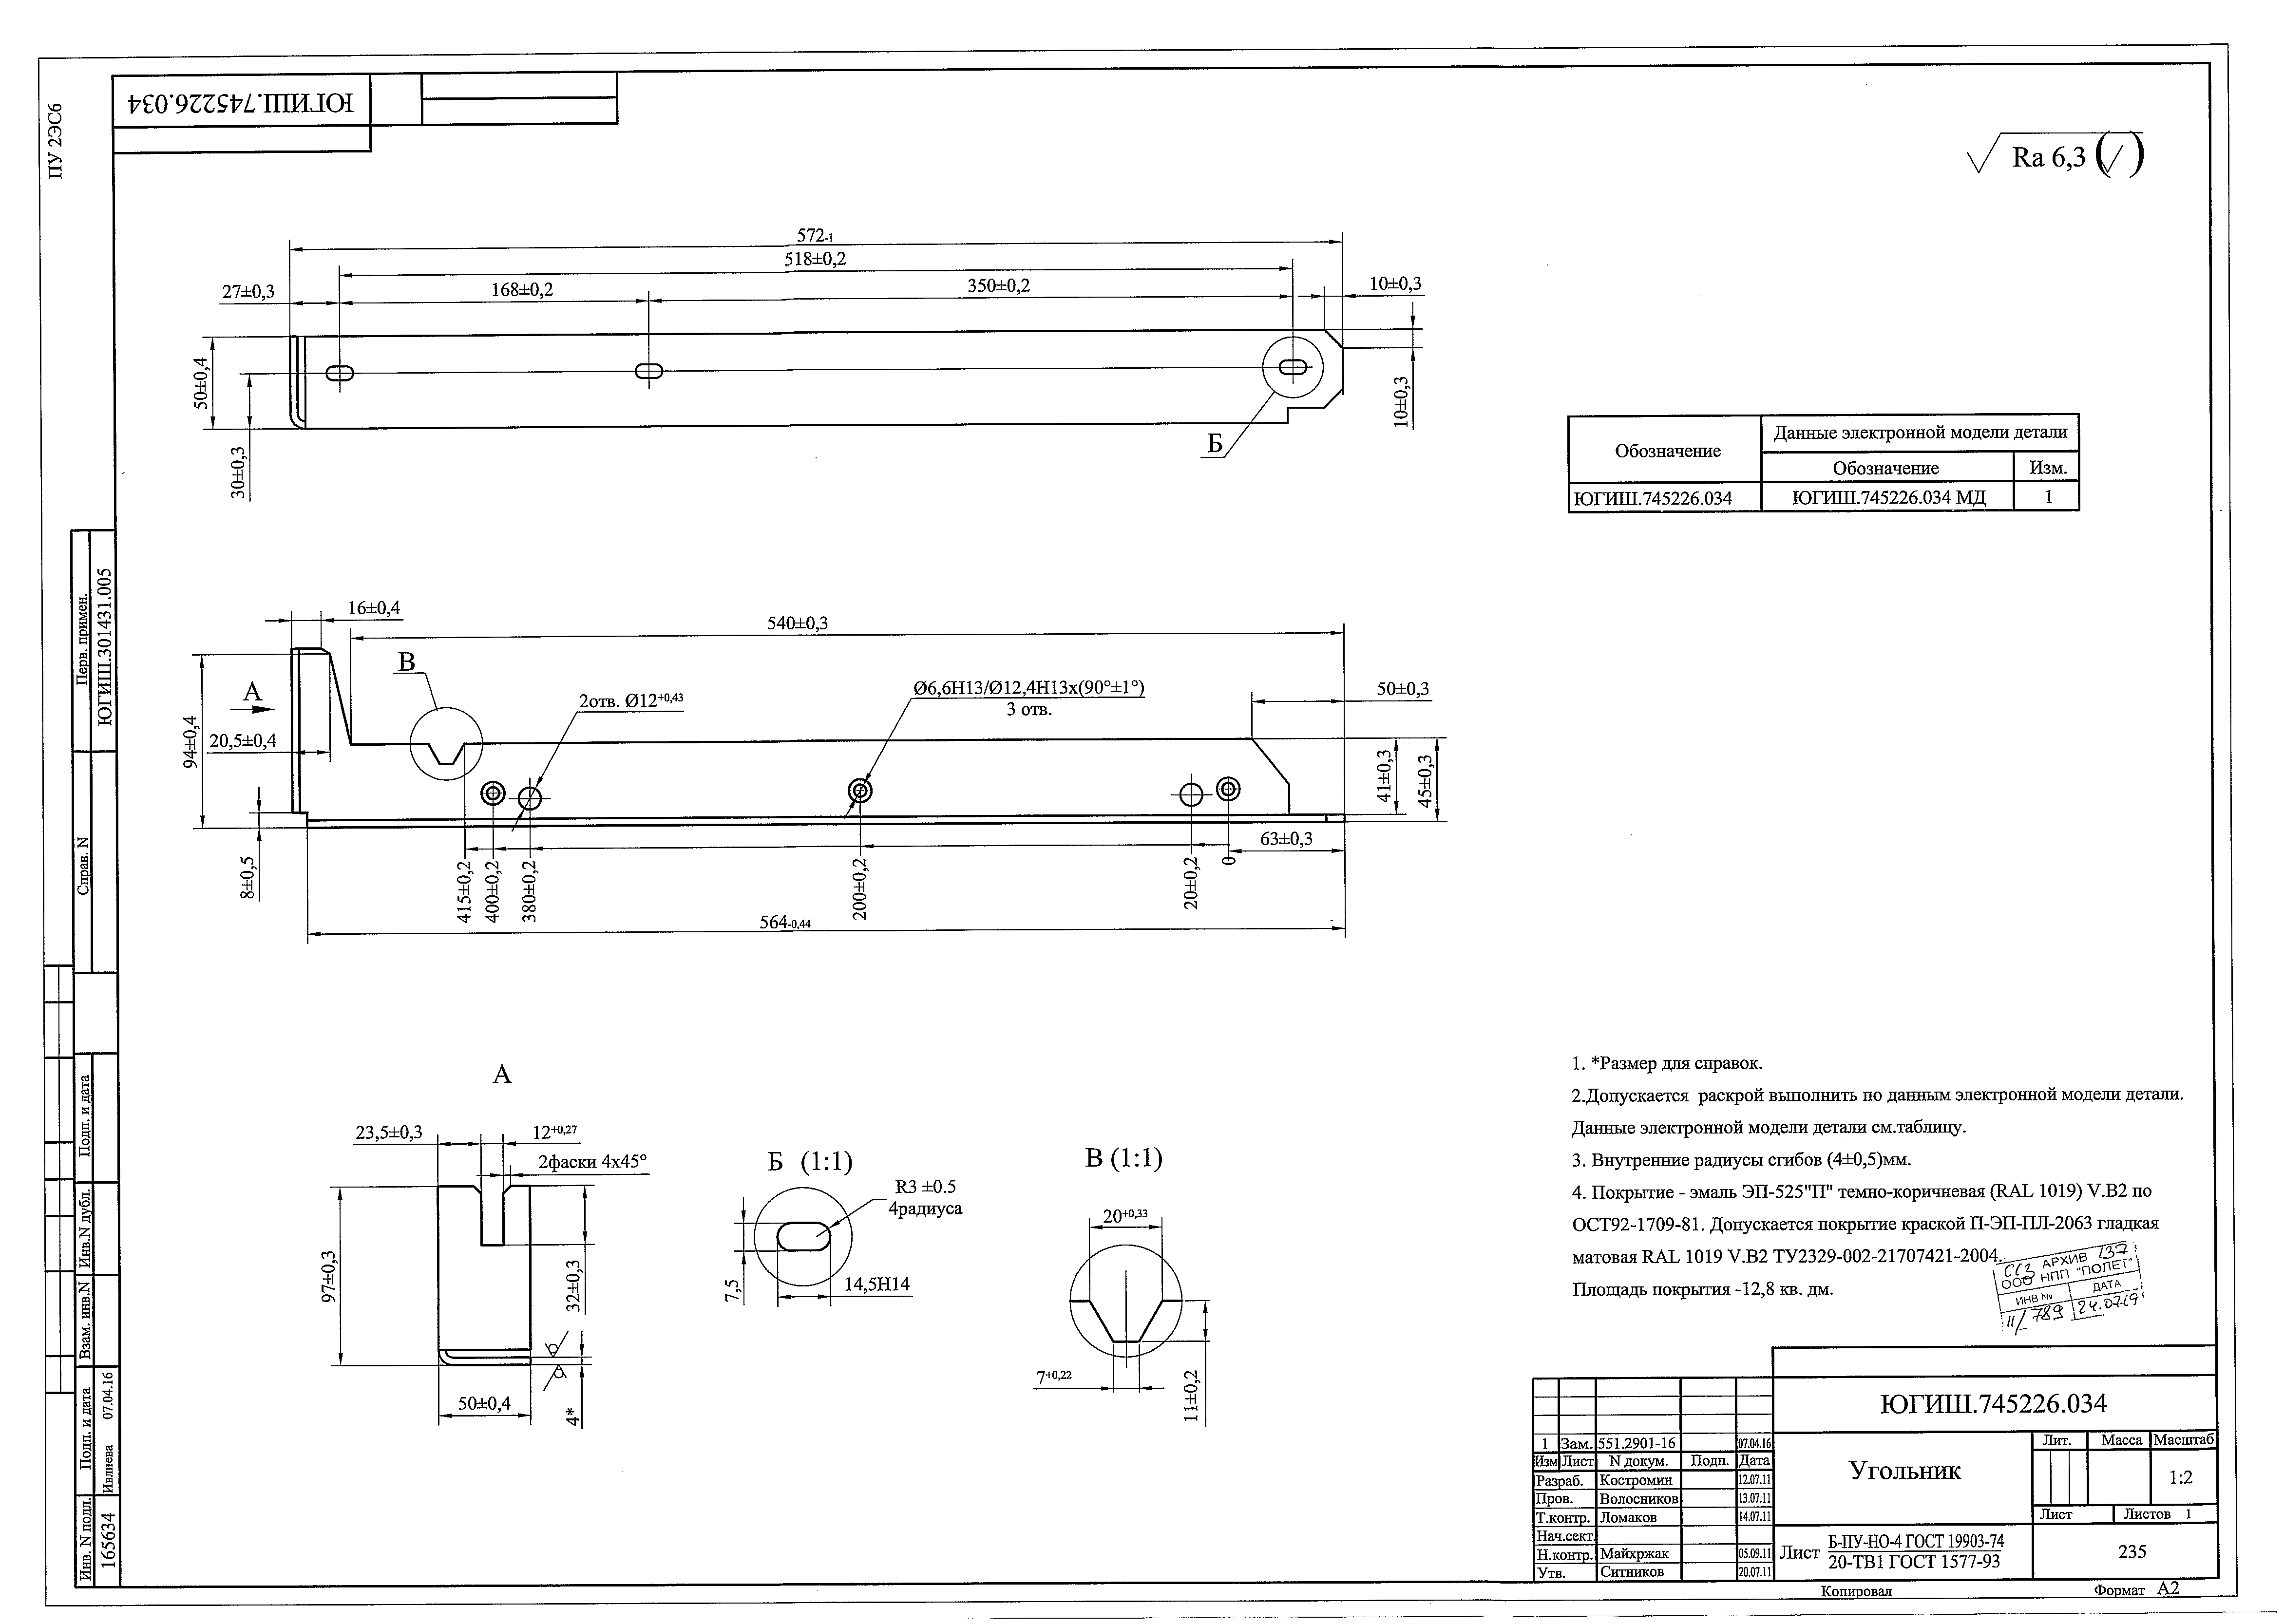 ПУ 2ЭС6
ЮГИШ.745226.034
√ Ra 6,3 (√)
572-1
518±0,2
27±0,3
168±0,2
350±0,2
10±0,3
50±0,4
30±0,3
10±0,3
Б
Обозначение
Данные электронной модели детали
Обозначение
Изм.
ЮГИШ.745226.034
ЮГИШ.745226.034 МД
1
Перв. примен.
ЮГИШ.301431.005
Справ. N
16±0,4
540±0,3
В
А
2отв. Ø12+0,43
Ø6,6H13/Ø12,4H13x(90°±1°)
3 отв.
50±0,3
94±0,4
20,5±0,4
41±0,3
45±0,3
8±0,5
415±0,2
400±0,2
380±0,2
200±0,2
20±0,2
0
63±0,3
564-0,44
А
23,5±0,3
12+0,27
2фаски 4x45°
97±0,3
32±0,3
50±0,4
4*
Б (1:1)
R3 ±0.5
4радиуса
7,5
14,5H14
В (1:1)
20+0,33
7+0,22
11±0,2
1. *Размер для справок.
2.Допускается раскрой выполнить по данным электронной модели детали.
Данные электронной модели детали см.таблицу.
3. Внутренние радиусы сгибов (4±0,5)мм.
4. Покрытие - эмаль ЭП-525"П" темно-коричневая (RAL 1019) V.B2 по
ОСТ92-1709-81. Допускается покрытие краской П-ЭП-ПЛ-2063 гладкая
матовая RAL 1019 V.B2 ТУ2329-002-21707421-2004.
Площадь покрытия -12,8 кв. дм.
АРХИВ 137
ООО НПП "ПОЛЕТ"
ИНВ № ДАТА
11/789 24.07.19
Подп. и дата
Инв.N дубл.
Взам. инв.N
Подп. и дата
Ивлиева 07.04.16
Инв. N подл.
165634
1 Зам. 551.2901-16 07.04.16
Изм Лист N докум. Подп. Дата
Разраб. Костромин 12.07.11
Пров. Волосников 13.07.11
Т.контр. Ломаков 14.07.11
Нач.сект.
Н.контр. Майхржак 05.09.11
Утв. Ситников 20.07.11
ЮГИШ.745226.034
Угольник
Лит. Масса Масштаб
1:2
Лист Листов 1
Лист Б-ПУ-НО-4 ГОСТ 19903-74
20-ТВ1 ГОСТ 1577-93
235
Копировал
Формат А2